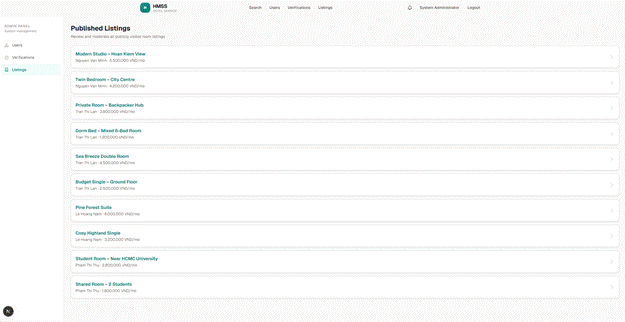 HMSS
Search
Users
Verifications
Listings
System Administrator
Logout
ADMIN PANEL
System management
Users
Verifications
Listings
Published Listings
Review and moderate all publicly visible room listings
Modern Studio – Hoan Kiem View
Nguyen Van Minh · 5,500,000 VND/mo
Twin Bedroom – City Centre
Nguyen Van Minh · 4,200,000 VND/mo
Private Room – Backpacker Hub
Tran Thi Lan · 3,800,000 VND/mo
Dorm Bed – Mixed 6-Bed Room
Tran Thi Lan · 1,800,000 VND/mo
Sea Breeze Double Room
Tran Thi Lan · 4,500,000 VND/mo
Budget Single – Ground Floor
Tran Thi Lan · 2,500,000 VND/mo
Pine Forest Suite
Le Hoang Nam · 4,000,000 VND/mo
Cosy Highland Single
Le Hoang Nam · 3,200,000 VND/mo
Student Room – Near HCMC University
Pham Thi Thu · 2,800,000 VND/mo
Shared Room – 2 Students
Pham Thi Thu · 1,600,000 VND/mo
N